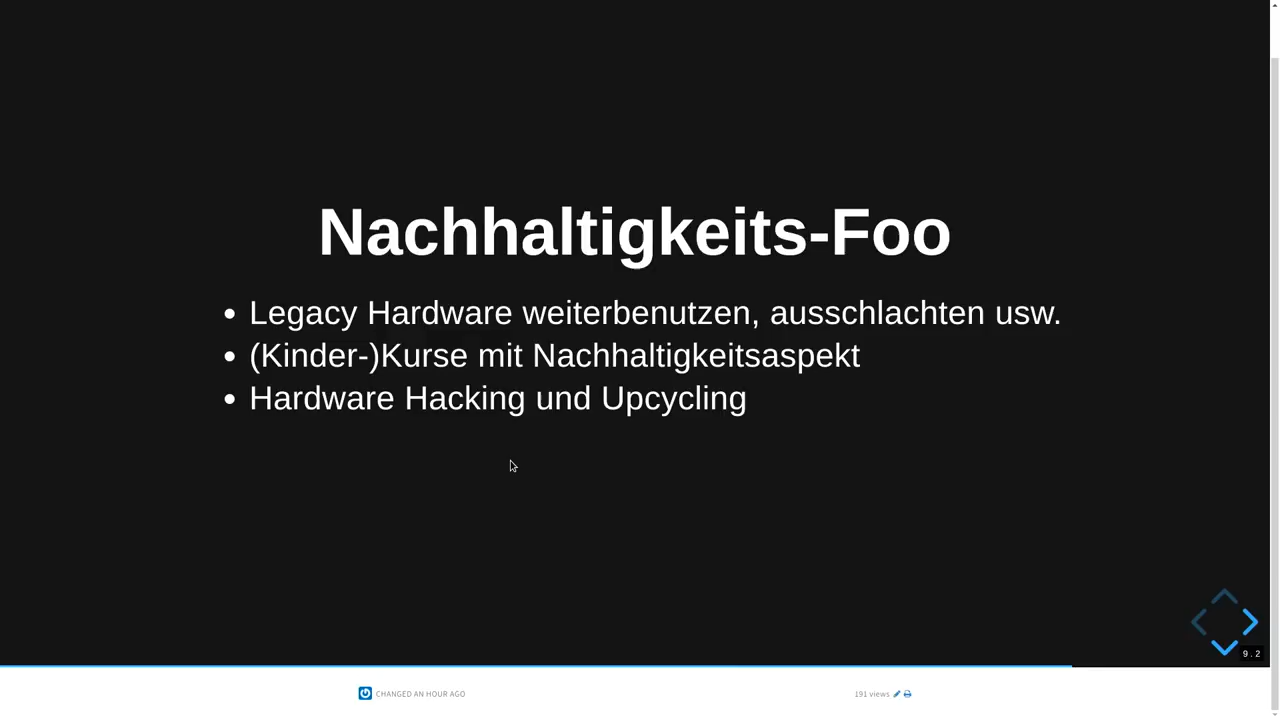 Nachhaltigkeits-Foo
• Legacy Hardware weiterbenutzen, ausschlachten usw.
• (Kinder-)Kurse mit Nachhaltigkeitsaspekt
• Hardware Hacking und Upcycling
9.2
CHANGED AN HOUR AGO
191 views